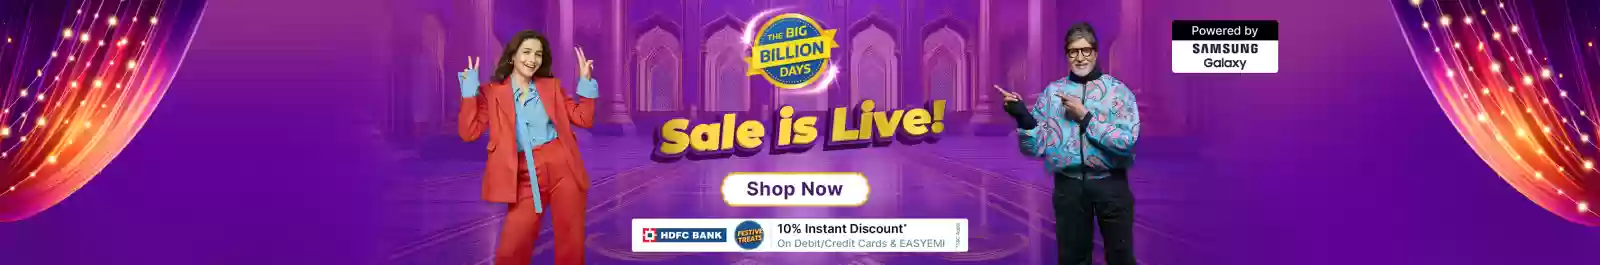 THE BIG
BILLION
DAYS
Sale is Live!
Shop Now
HDFC BANK
FESTIVE
TREATS
10% Instant Discount*
On Debit/Credit Cards & EASYEMI
Powered by
SAMSUNG
Galaxy